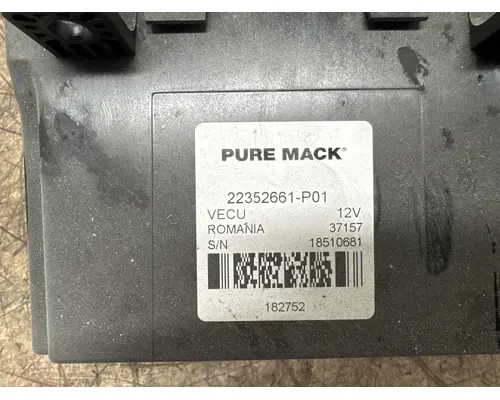 PURE MACK®
22352661-P01
VECU 12V
ROMANIA 37157
S/N 18510681
182752